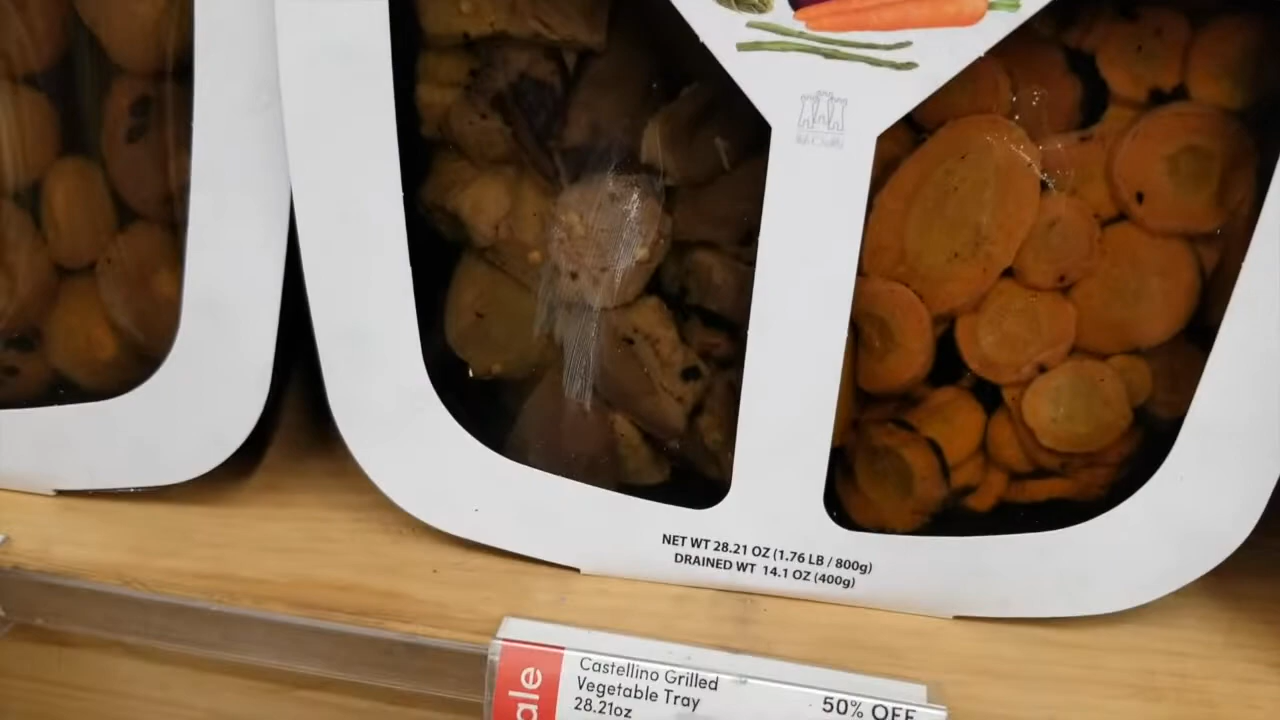 NET WT 28.21 OZ (1.76 LB / 800g)
DRAINED WT 14.1 OZ (400g)
ale
Castellino Grilled
Vegetable Tray
28.21oz
50% OFF